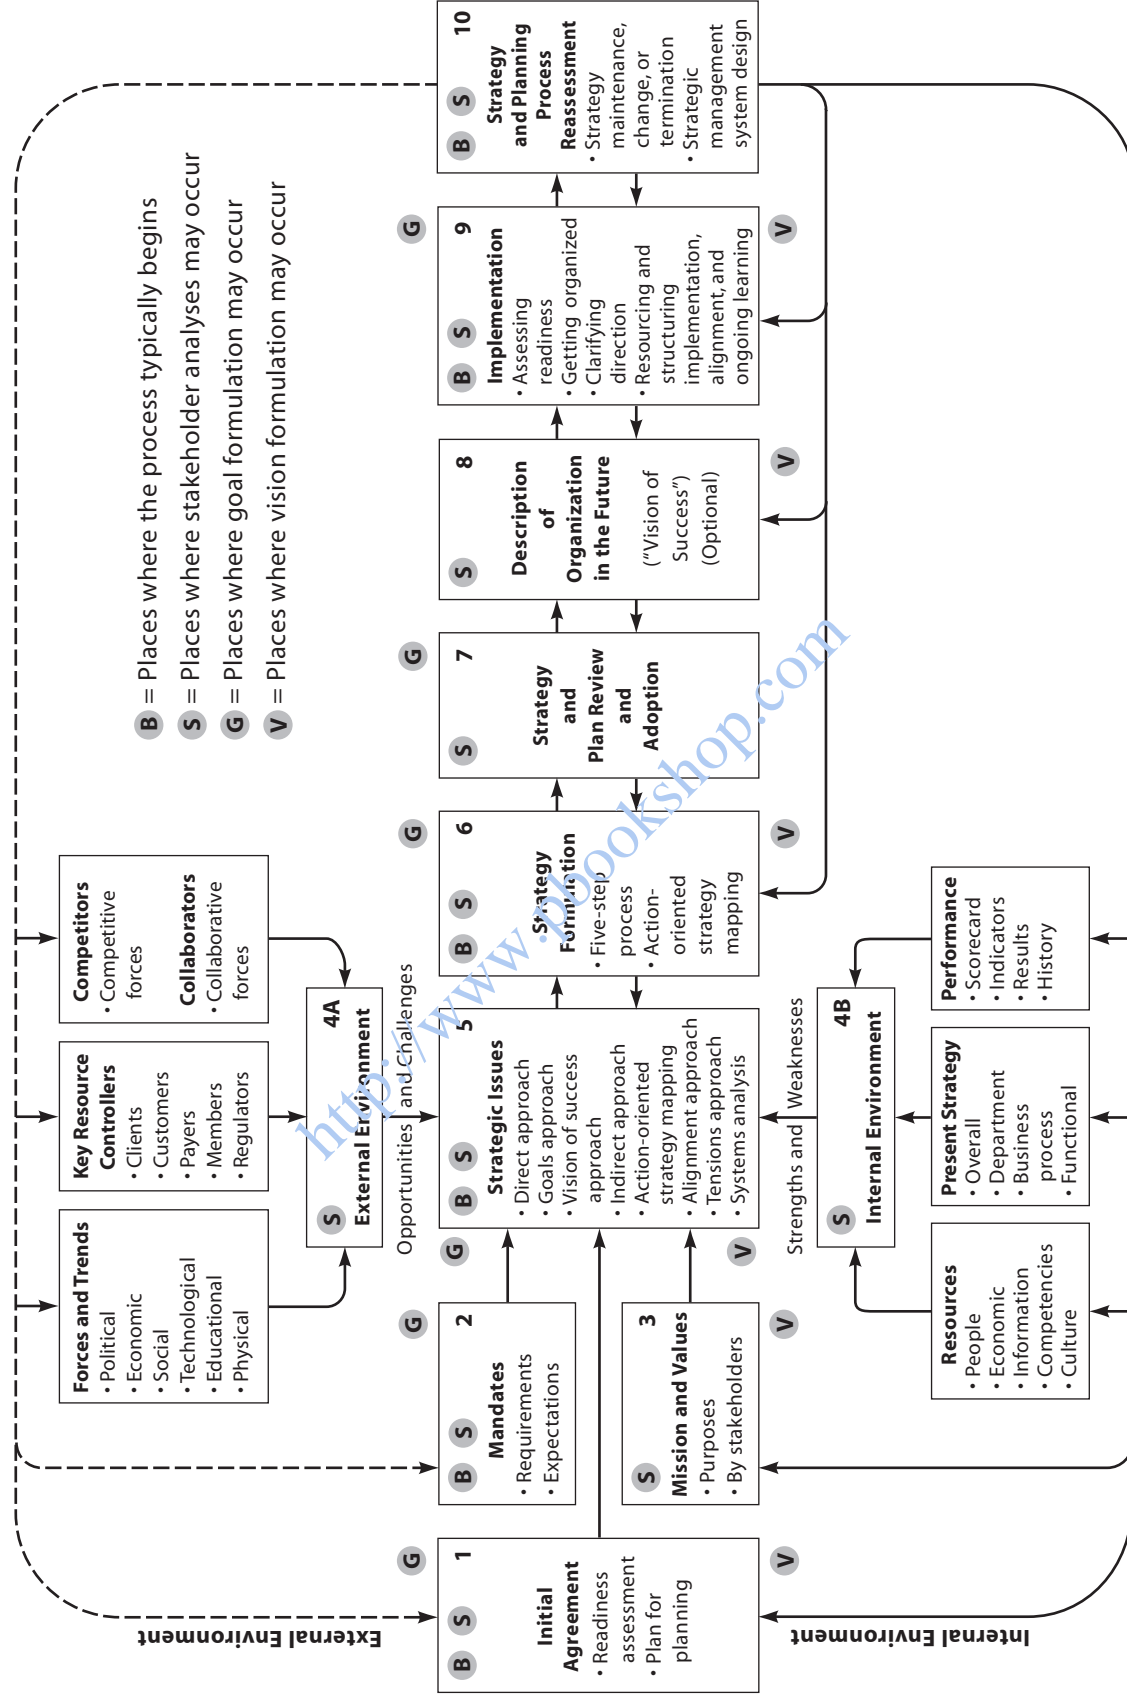 B = Places where the process typically begins
S = Places where stakeholder analyses may occur
G = Places where goal formulation may occur
V = Places where vision formulation may occur
External Environment
Forces and Trends
• Political
• Economic
• Social
• Technological
• Educational
• Physical
Key Resource
Controllers
• Clients
• Customers
• Payers
• Members
• Regulators
Competitors
• Competitive
forces
Collaborators
• Collaborative
forces
S
4A
External Environment
Opportunities and Challenges
G
B S 1
Initial
Agreement
• Readiness
assessment
• Plan for
planning
V
G
B S 2
Mandates
• Requirements
• Expectations
S 3
Mission and Values
• Purposes
• By stakeholders
V
G
B S 5
Strategic Issues
• Direct approach
• Goals approach
• Vision of success
approach
• Indirect approach
• Action-oriented
strategy mapping
• Alignment approach
• Tensions approach
• Systems analysis
V
G
B S 6
Strategy
Formulation
• Five-step
process
• Action-
oriented
strategy
mapping
V
G
S 7
Strategy
and
Plan Review
and
Adoption
S 8
Description
of
Organization
in the Future
(“Vision of
Success”)
(Optional)
V
G
B S 9
Implementation
• Assessing
readiness
• Getting organized
• Clarifying
direction
• Resourcing and
structuring
implementation,
alignment, and
ongoing learning
V
B S 10
Strategy
and Planning
Process
Reassessment
• Strategy
maintenance,
change, or
termination
• Strategic
management
system design
Strengths and Weaknesses
S
4B
Internal Environment
Resources
• People
• Economic
• Information
• Competencies
• Culture
Present Strategy
• Overall
• Department
• Business
process
• Functional
Performance
• Scorecard
• Indicators
• Results
• History
Internal Environment
http://www.pbookshop.com